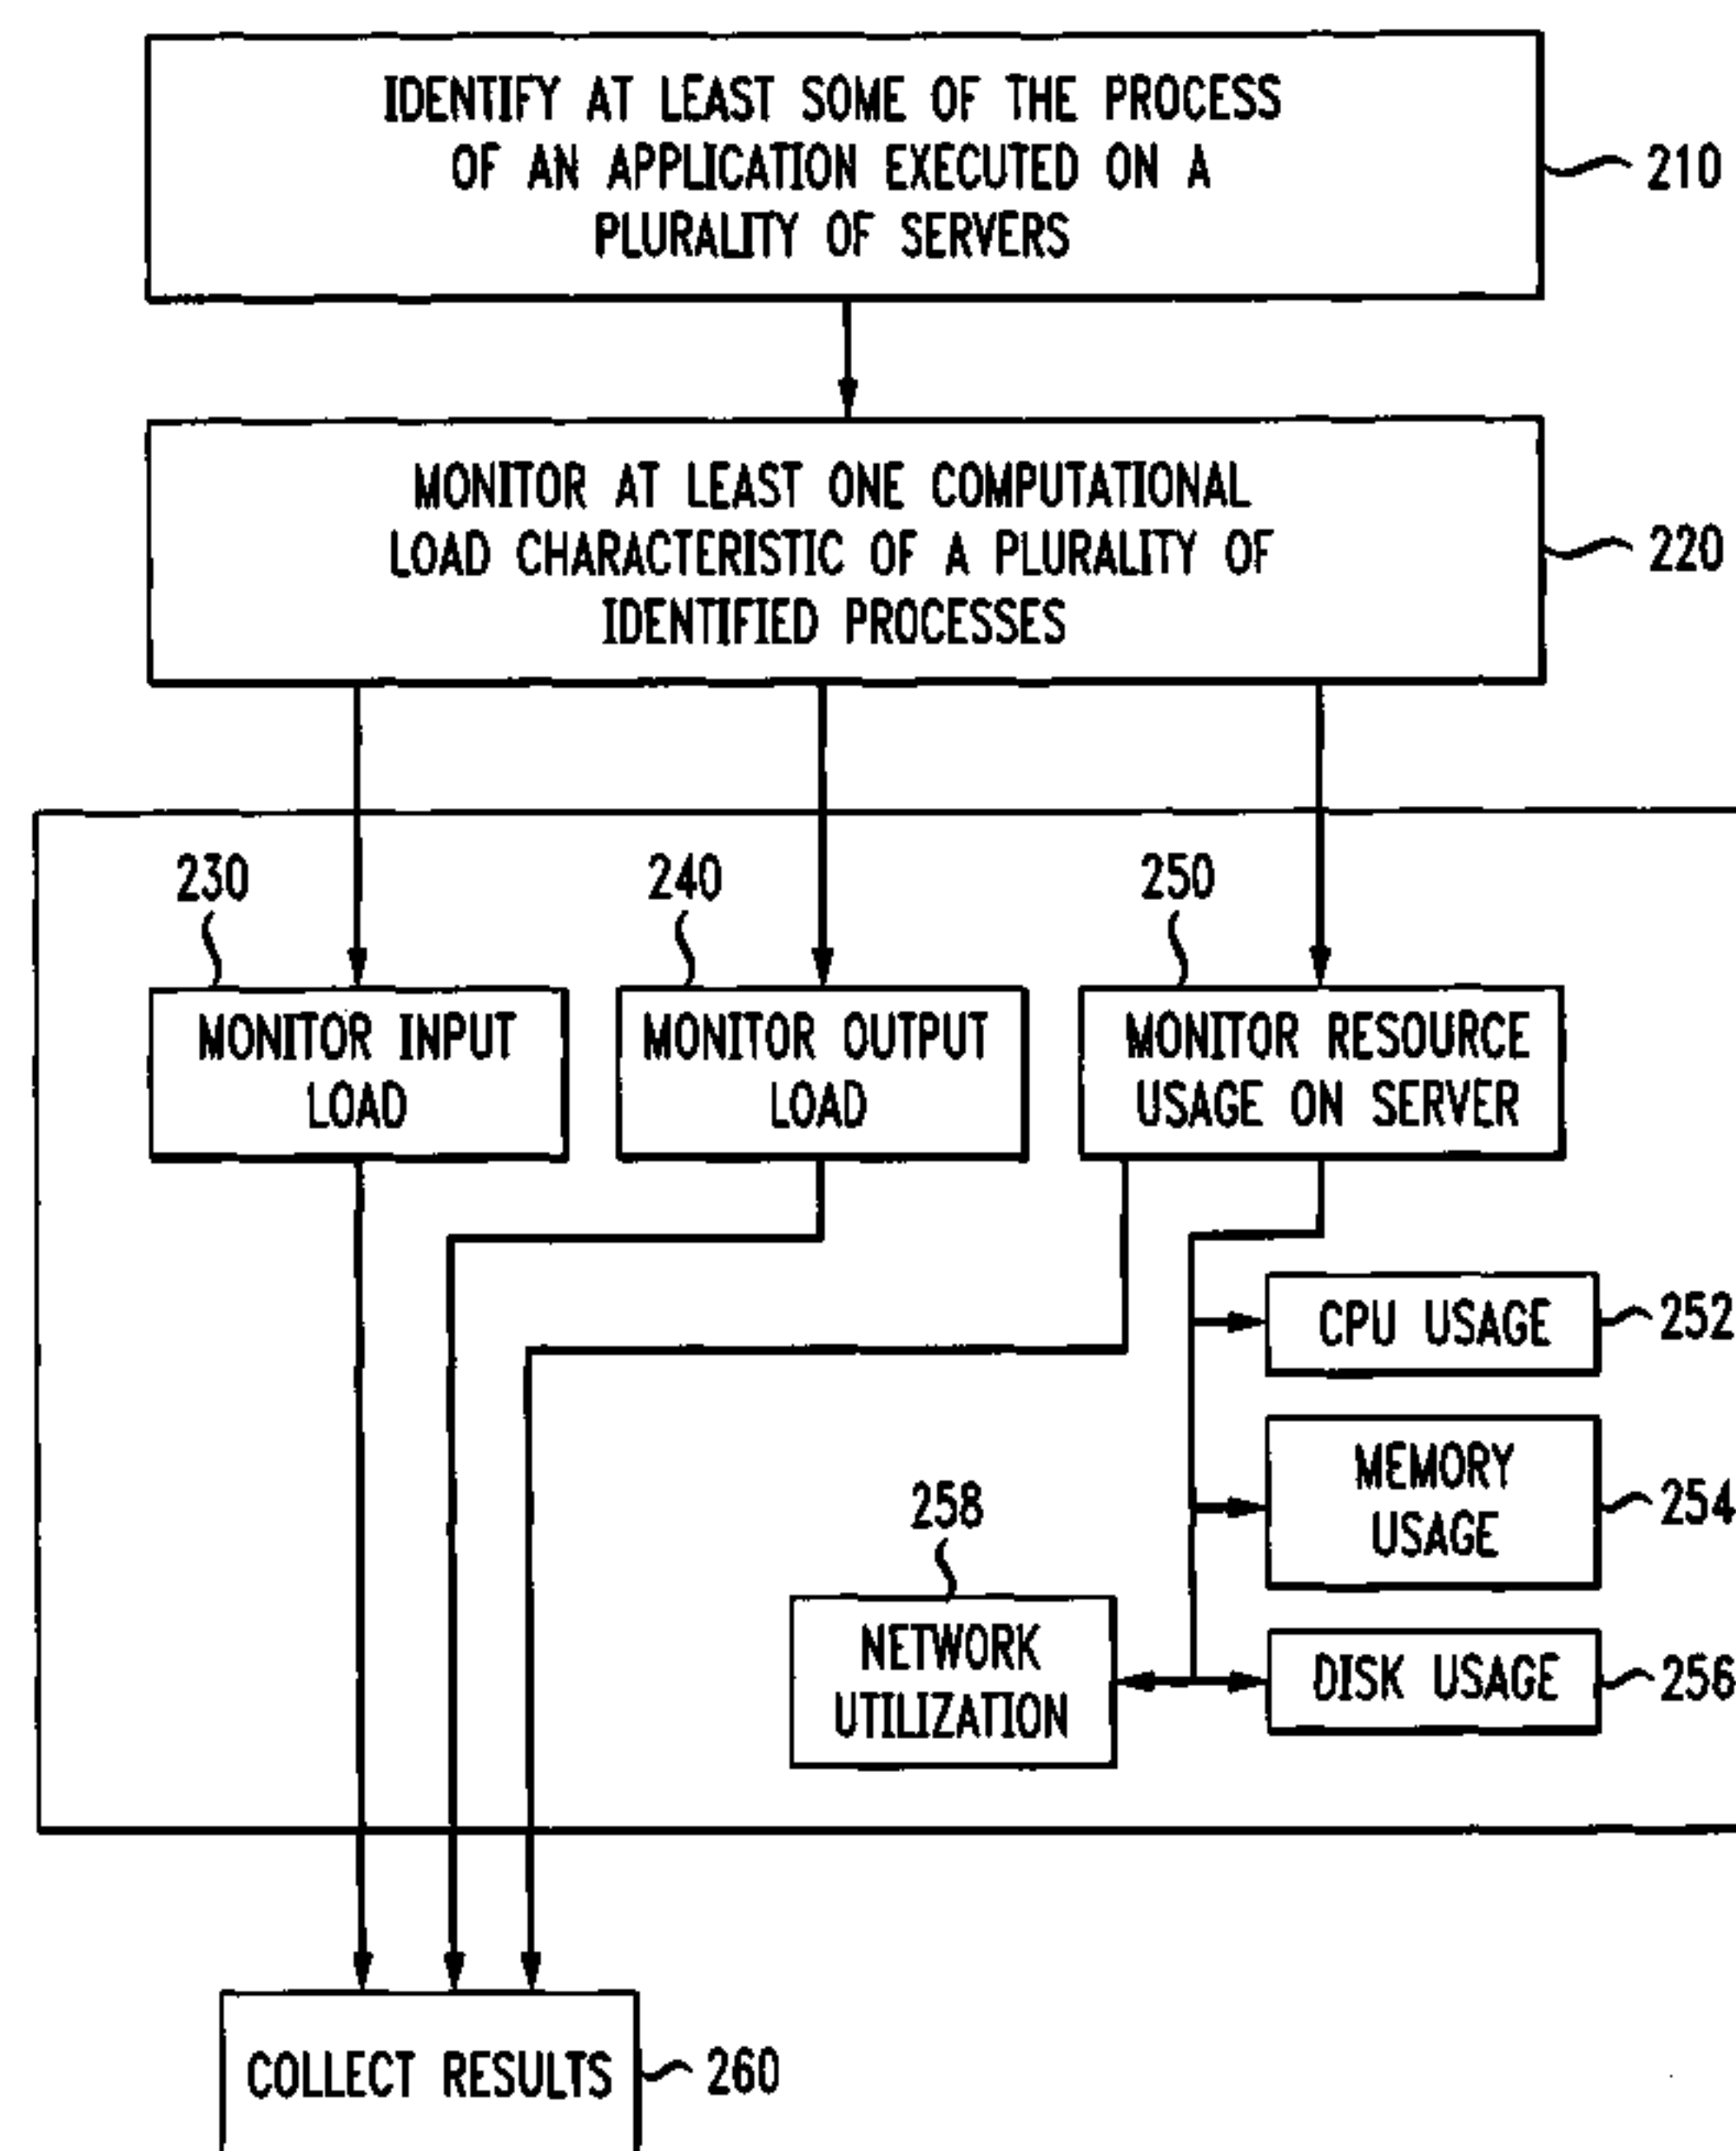 IDENTIFY AT LEAST SOME OF THE PROCESS
OF AN APPLICATION EXECUTED ON A
PLURALITY OF SERVERS
210
MONITOR AT LEAST ONE COMPUTATIONAL
LOAD CHARACTERISTIC OF A PLURALITY OF
IDENTIFIED PROCESSES
220
230
240
250
MONITOR INPUT
LOAD
MONITOR OUTPUT
LOAD
MONITOR RESOURCE
USAGE ON SERVER
CPU USAGE
252
MEMORY
USAGE
254
258
NETWORK
UTILIZATION
DISK USAGE
256
COLLECT RESULTS
260